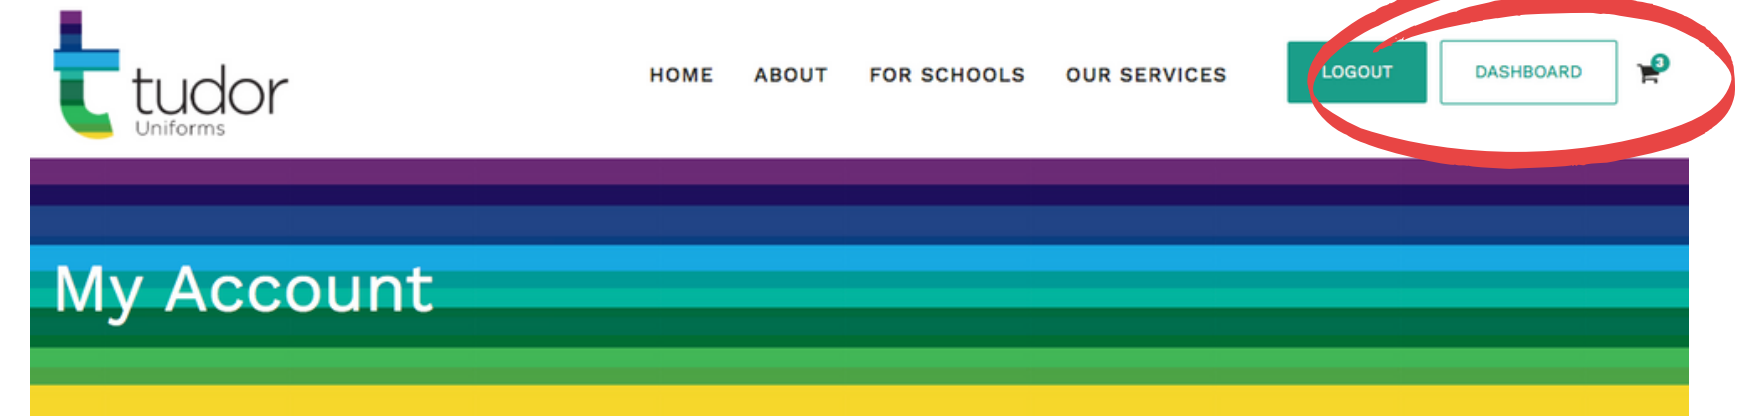 tudor
Uniforms
HOME ABOUT FOR SCHOOLS OUR SERVICES LOGOUT DASHBOARD 3
My Account